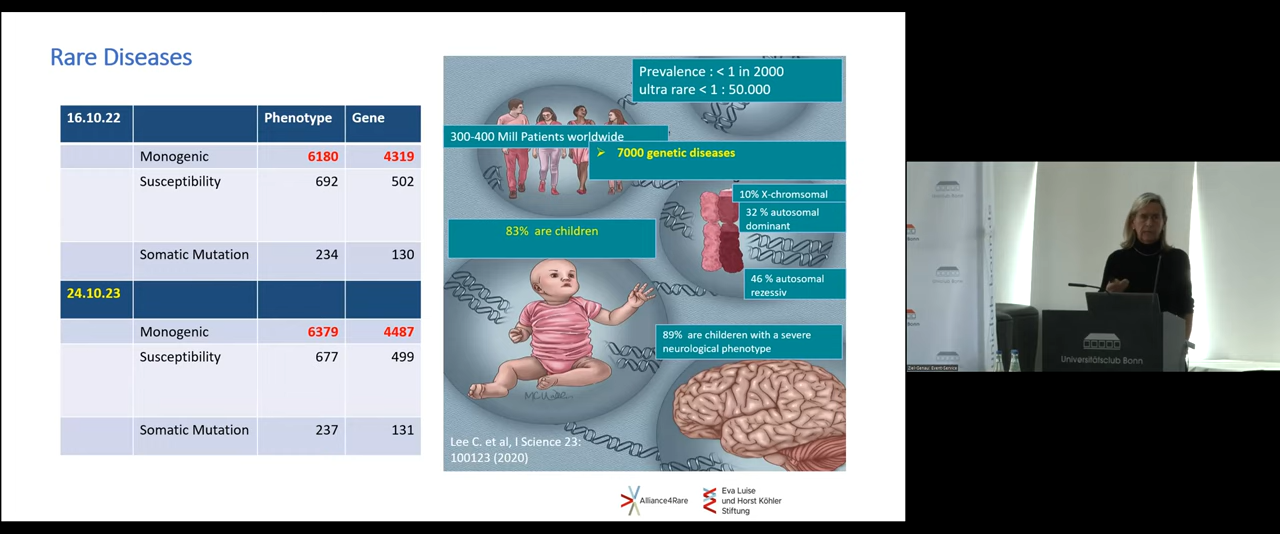 Rare Diseases
16.10.22 Phenotype Gene
Monogenic 6180 4319
Susceptibility 692 502
Somatic Mutation 234 130
24.10.23
Monogenic 6379 4487
Susceptibility 677 499
Somatic Mutation 237 131
Prevalence : < 1 in 2000
ultra rare < 1 : 50.000
300-400 Mill Patients worldwide
➢ 7000 genetic diseases
10% X-chromsomal
32 % autosomal
dominant
83% are children
46 % autosomal
rezessiv
89% are childeren with a severe
neurological phenotype
Lee C. et al, I Science 23:
100123 (2020)
Alliance4Rare
Eva Luise
und Horst Köhler
Stiftung
Universitätsclub Bonn
Ziel-Genau. Event-Service